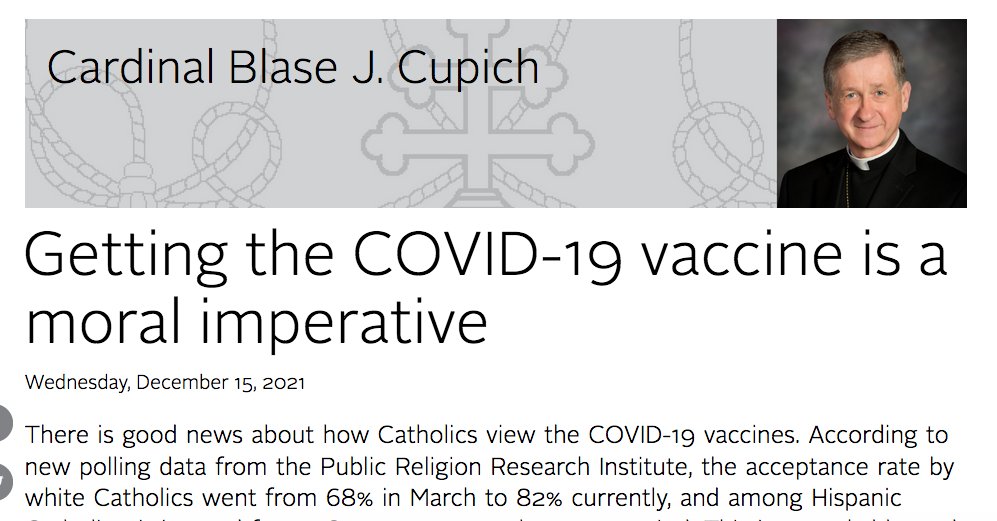 Cardinal Blase J. Cupich
Getting the COVID-19 vaccine is a
moral imperative
Wednesday, December 15, 2021
There is good news about how Catholics view the COVID-19 vaccines. According to
new polling data from the Public Religion Research Institute, the acceptance rate by
white Catholics went from 68% in March to 82% currently, and among Hispanic